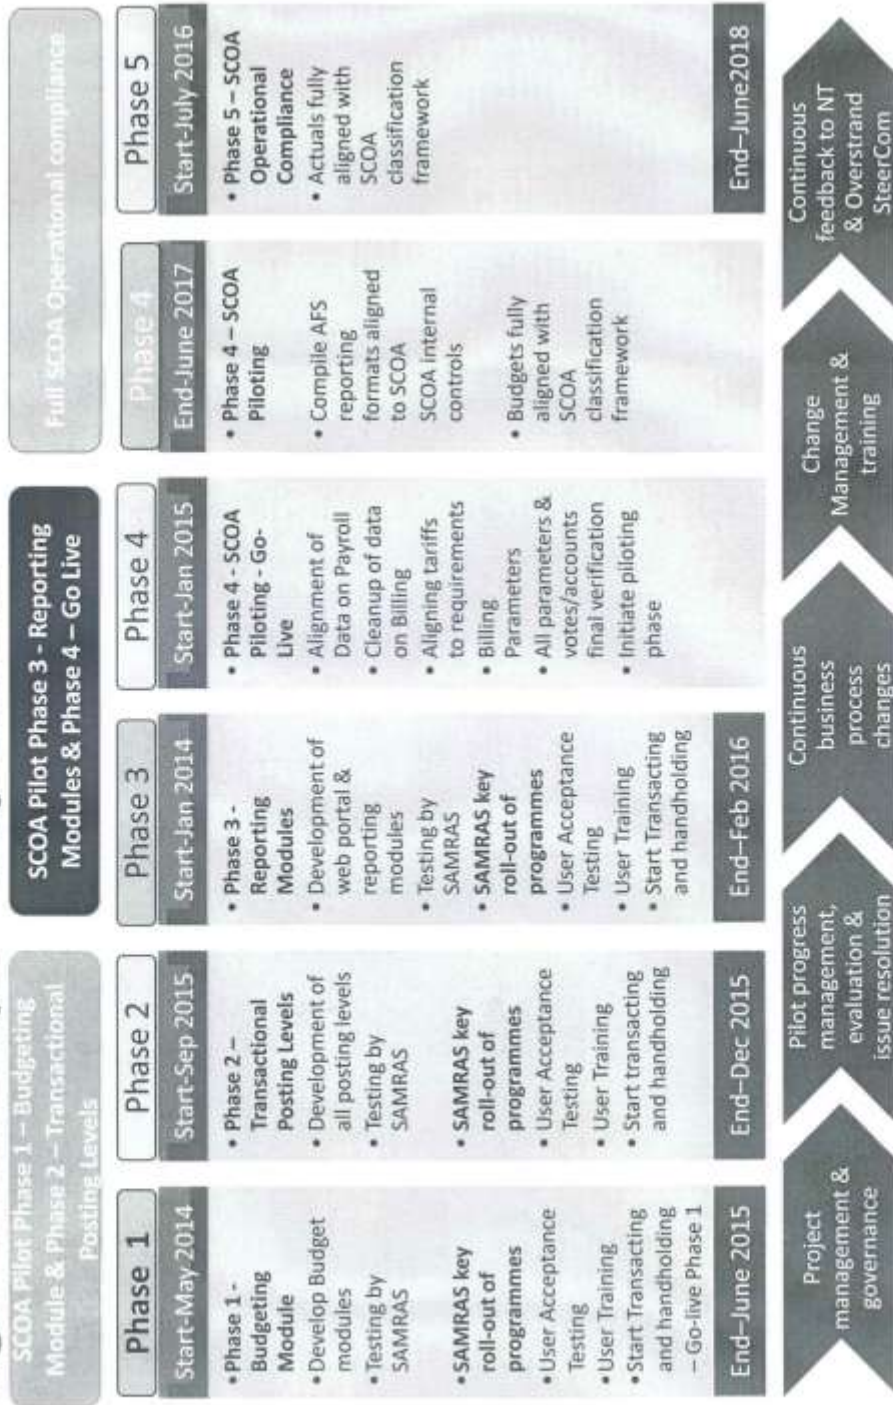 SCOA Pilot Phase 1 – Budgeting
Module & Phase 2 – Transactional
Posting Levels
SCOA Pilot Phase 3 - Reporting
Modules & Phase 4 – Go Live
Full SCOA Operational compliance
Phase 1
Start-May 2014
• Phase 1 -
Budgeting
Module
• Develop Budget
modules
• Testing by
SAMRAS
• SAMRAS key
roll-out of
programmes
• User Acceptance
Testing
• User Training
• Start Transacting
and handholding
– Go-live Phase 1
End–June 2015
Phase 2
Start-Sep 2015
• Phase 2 –
Transactional
Posting Levels
• Development of
all posting levels
• Testing by
SAMRAS
• SAMRAS key
roll-out of
programmes
• User Acceptance
Testing
• User Training
• Start transacting
and handholding
End–Dec 2015
Phase 3
Start-Jan 2014
• Phase 3 -
Reporting
Modules
• Development of
web portal &
reporting
modules
• Testing by
SAMRAS
• SAMRAS key
roll-out of
programmes
• User Acceptance
Testing
• User Training
• Start Transacting
and handholding
End–Feb 2016
Phase 4
Start-Jan 2015
• Phase 4 - SCOA
Piloting - Go-
Live
• Alignment of
Data on Payroll
• Cleanup of data
on Billing
• Aligning tariffs
to requirements
• Billing
Parameters
• All parameters &
votes/accounts
final verification
• Initiate piloting
phase
Phase 4
End-June 2017
• Phase 4 – SCOA
Piloting
• Compile AFS
reporting
formats aligned
to SCOA
SCOA internal
controls
• Budgets fully
aligned with
SCOA
classification
framework
Phase 5
Start-July 2016
• Phase 5 – SCOA
Operational
Compliance
• Actuals fully
aligned with
SCOA
classification
framework
End–June2018
Project
management &
governance
Pilot progress
management,
evaluation &
issue resolution
Continuous
business
process
changes
Change
Management &
training
Continuous
feedback to NT
& Overstrand
SteerCom